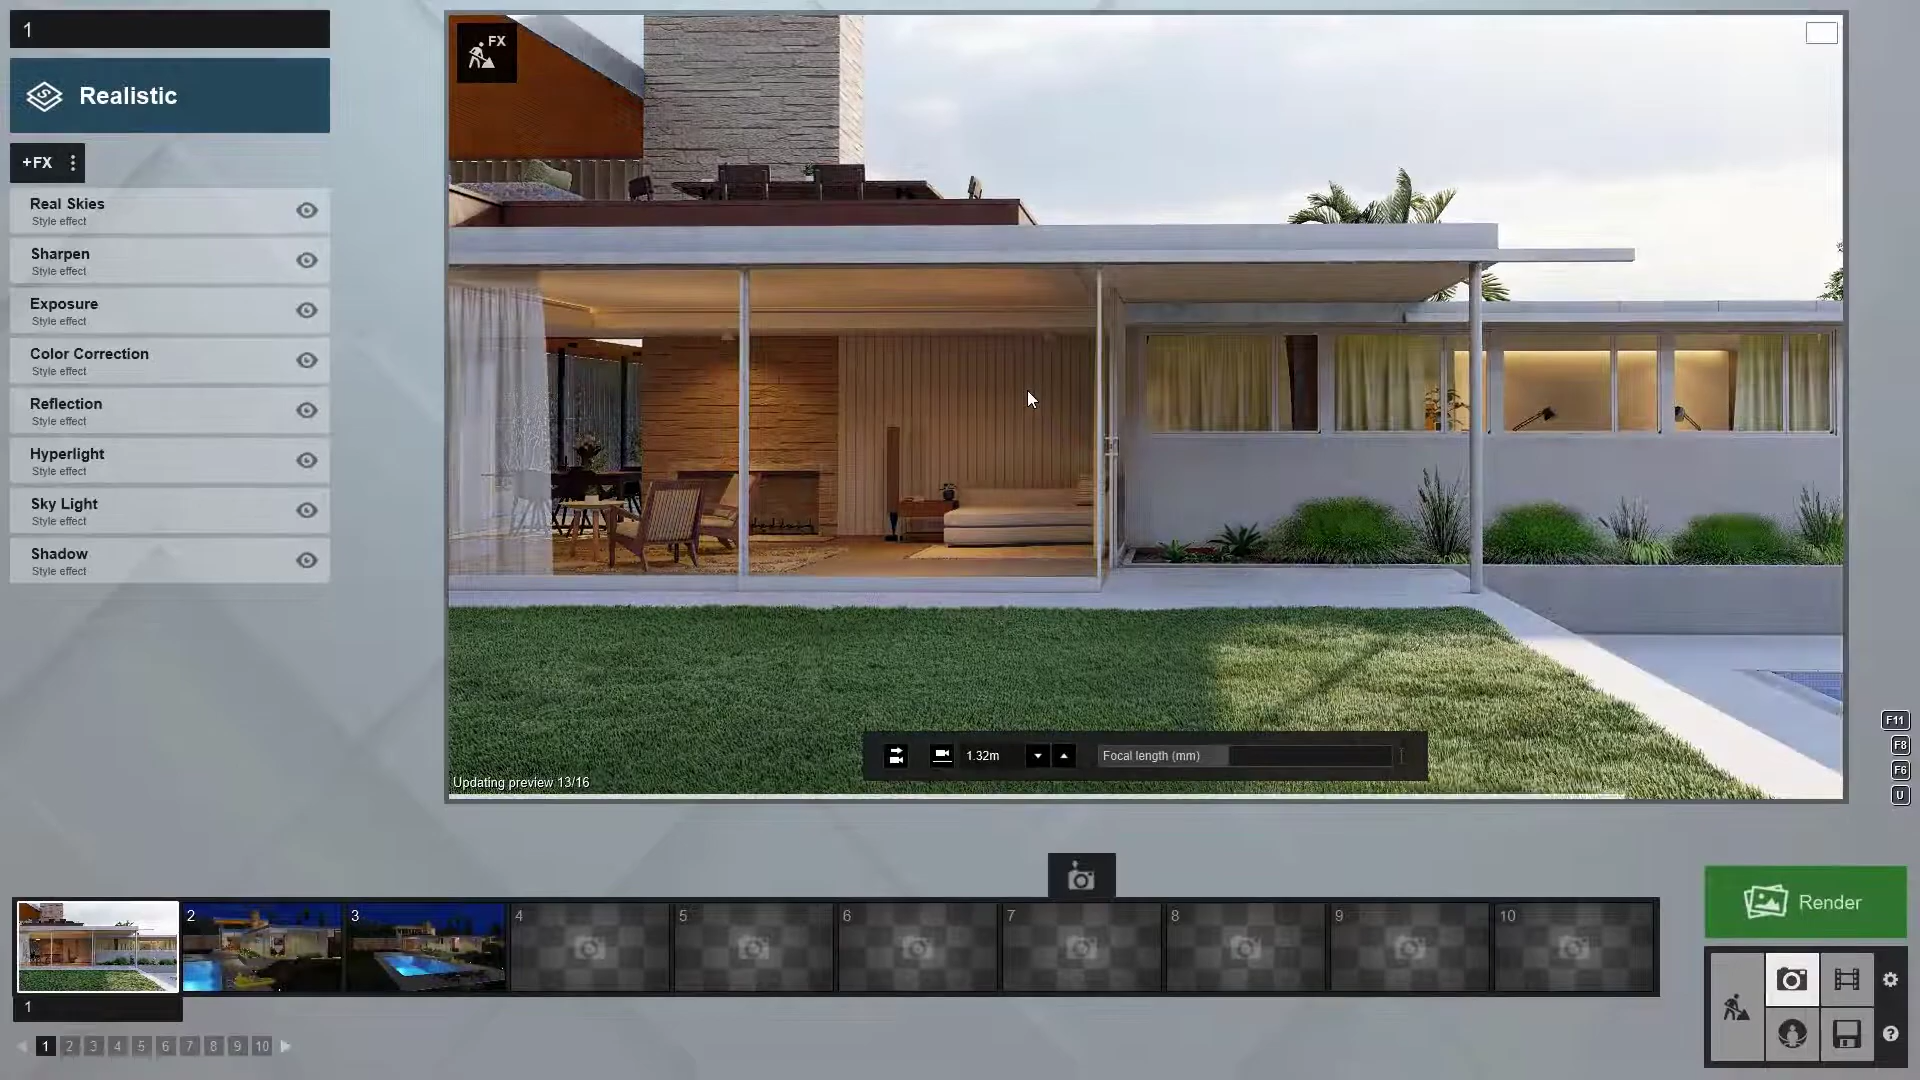 1
Realistic
+FX
Real Skies
Style effect
Sharpen
Style effect
Exposure
Style effect
Color Correction
Style effect
Reflection
Style effect
Hyperlight
Style effect
Sky Light
Style effect
Shadow
Style effect
FX
1.32m
Focal length (mm)
Updating preview 13/16
F11
F8
F6
U
2 3 4 5 6 7 8 9 10
Render
1
1 2 3 4 5 6 7 8 9 10
?